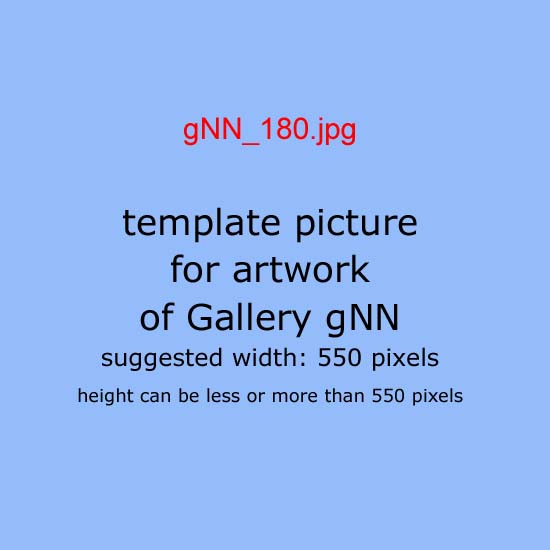 gNN_180.jpg
template picture
for artwork
of Gallery gNN
suggested width: 550 pixels
height can be less or more than 550 pixels